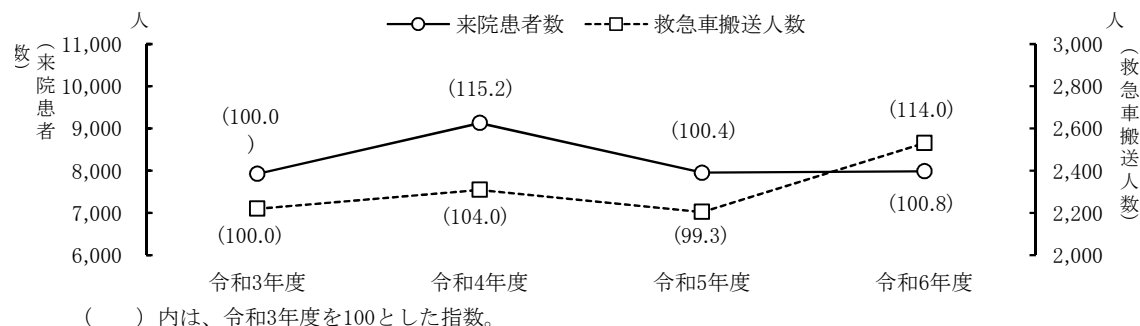 人
来院患者数 救急車搬送人数
人
（来院患者数）
11,000
10,000
9,000
8,000
7,000
6,000
3,000
2,800
2,600
2,400
2,200
2,000
（救急車搬送人数）
(100.0)
(115.2)
(100.4)
(114.0)
(100.0)
(104.0)
(99.3)
(100.8)
令和3年度 令和4年度 令和5年度 令和6年度
（　　）内は、令和3年度を100とした指数。